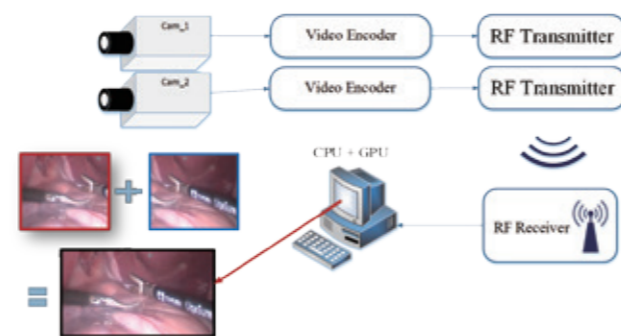 Cam_1
Video Encoder
RF Transmitter
Cam_2
Video Encoder
RF Transmitter
CPU + GPU
+
RF Receiver
=